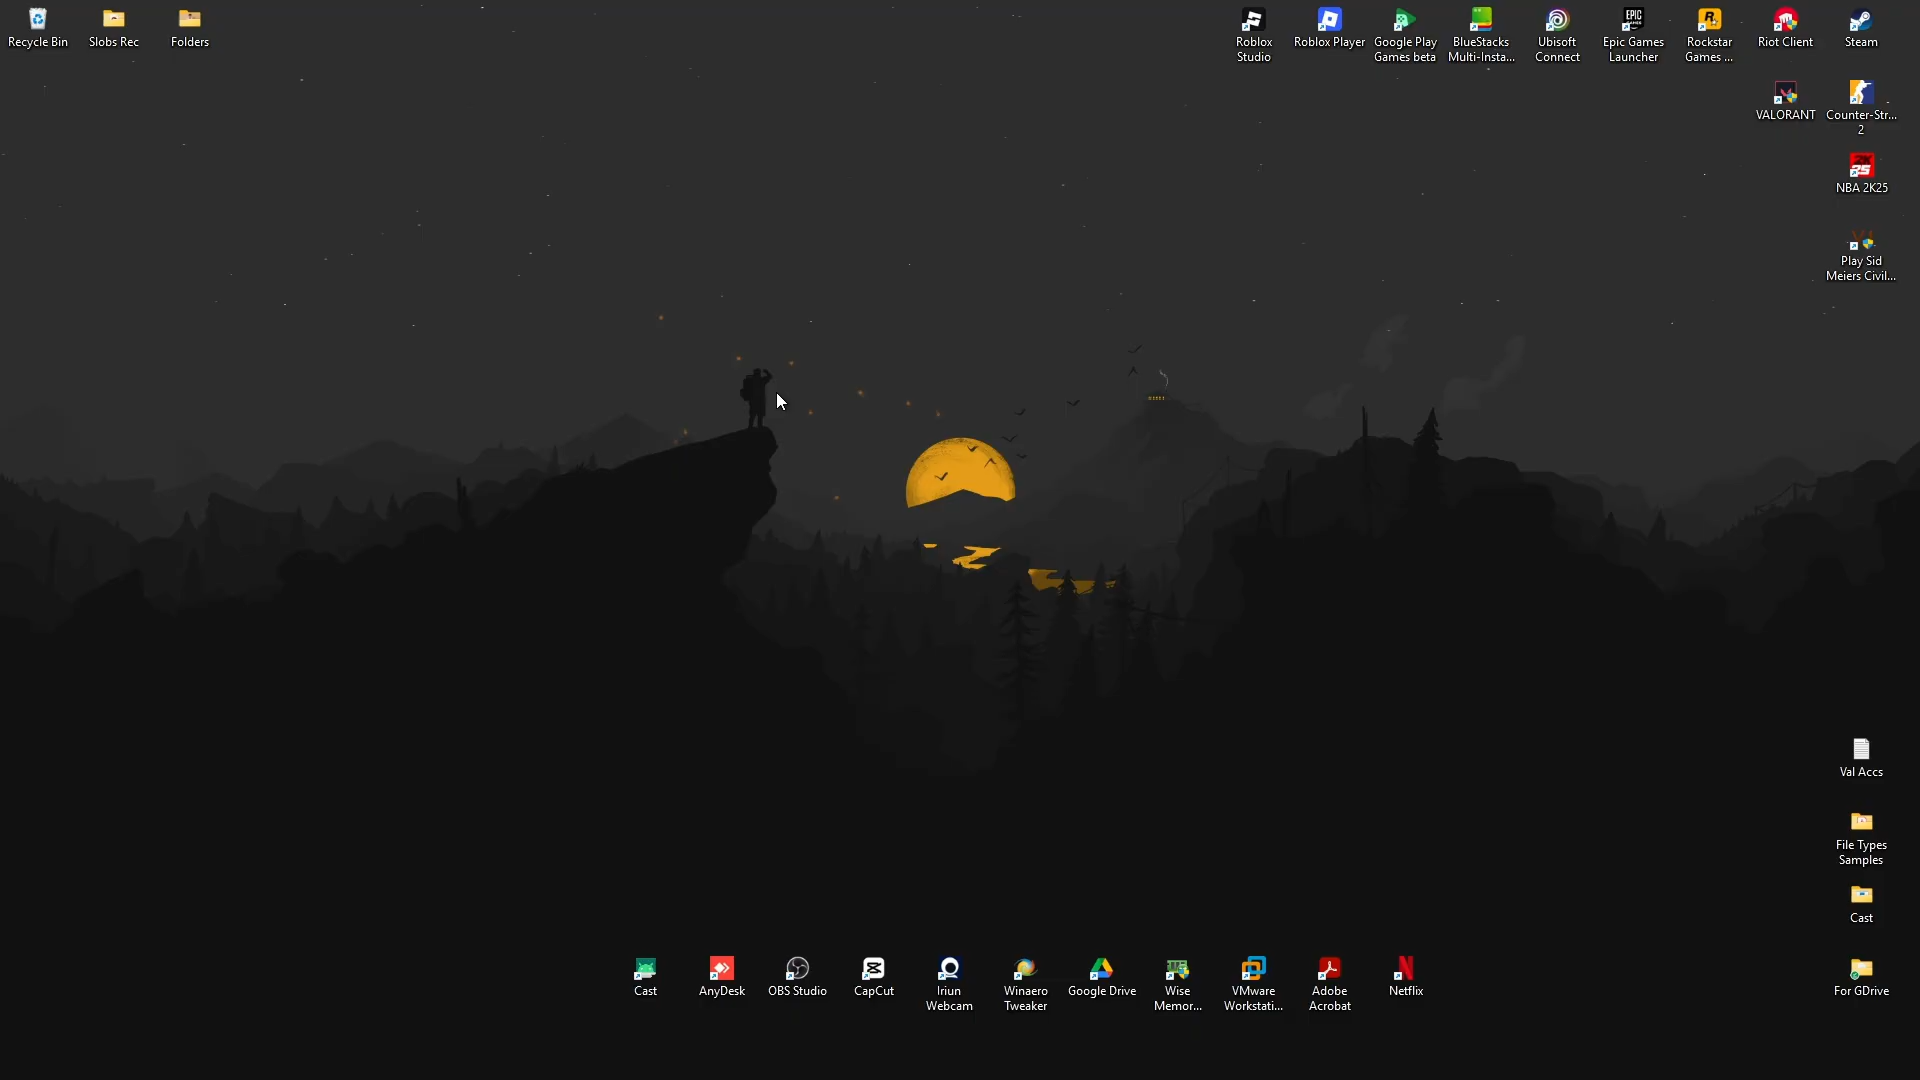 Recycle Bin
Slobs Rec
Folders
Roblox
Studio
Roblox Player
Google Play
Games beta
BlueStacks
Multi-Insta...
Ubisoft
Connect
Epic Games
Launcher
Rockstar
Games ...
Riot Client
Steam
VALORANT
Counter-Str...
2
NBA 2K25
Play Sid
Meiers Civil...
Val Accs
File Types
Samples
Cast
For GDrive
Cast
AnyDesk
OBS Studio
CapCut
Iriun
Webcam
Winaero
Tweaker
Google Drive
Wise
Memor...
VMware
Workstati...
Adobe
Acrobat
Netflix